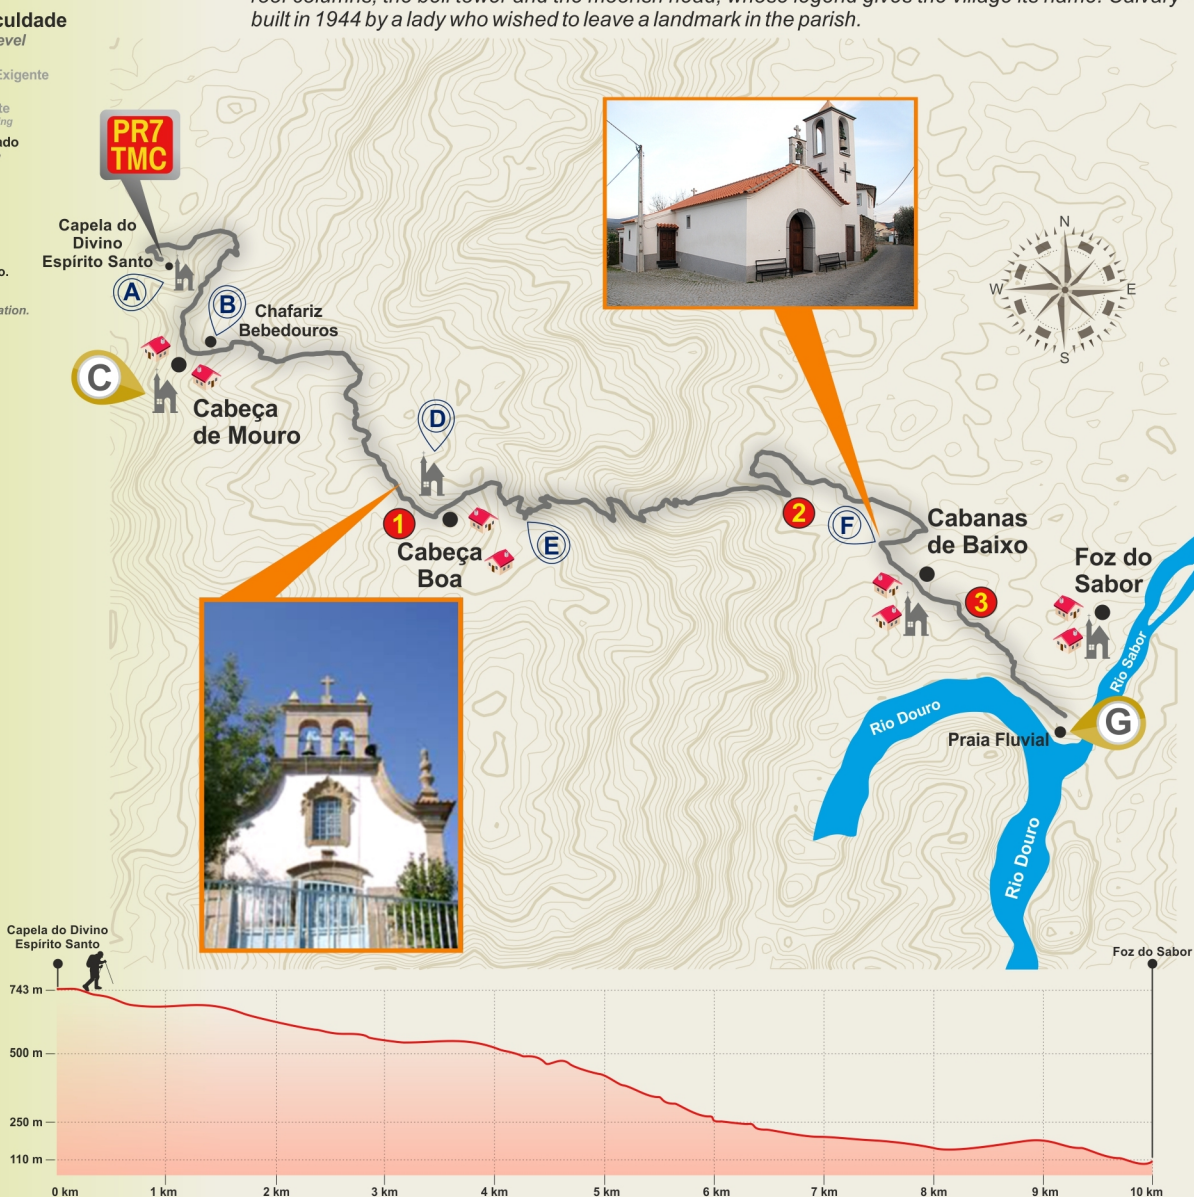 culdade
evel
Exigente
te
ing
ado
built in 1944 by a lady who wished to leave a landmark in the parish.
PR7
TMC
Capela do
Divino
Espírito Santo
A
B
Chafariz
Bebedouros
o.
ation.
C
Cabeça
de Mouro
D
1
Cabeça
Boa
E
2
F
Cabanas
de Baixo
3
Foz do
Sabor
Rio Sabor
G
Praia Fluvial
Rio Douro
Rio Douro
N
W
E
S
Capela do Divino
Espírito Santo
Foz do Sabor
743 m
500 m
250 m
110 m
0 km
1 km
2 km
3 km
4 km
5 km
6 km
7 km
8 km
9 km
10 km